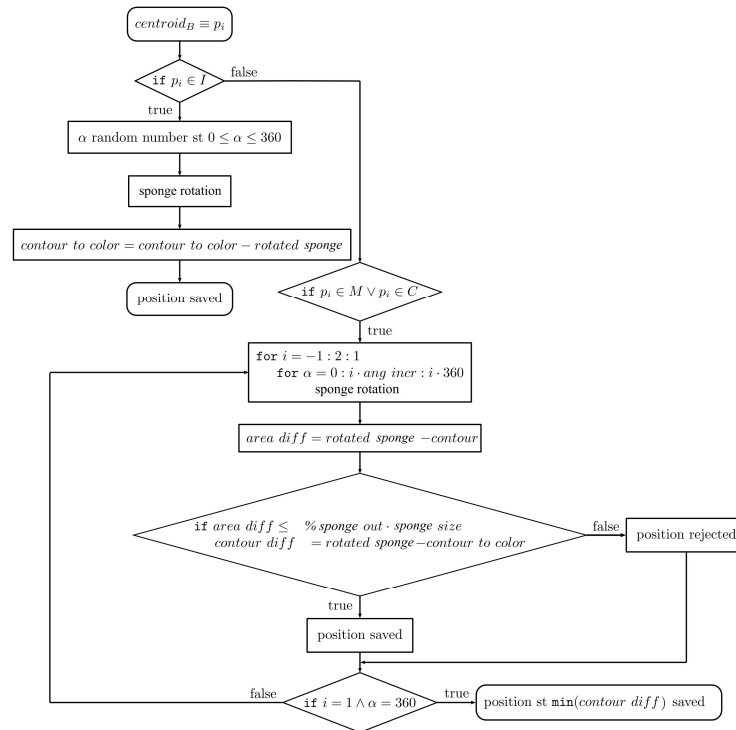 centroid_B ≡ p_i
if p_i ∈ I
false
true
α random number st 0 ≤ α ≤ 360
sponge rotation
contour to color = contour to color − rotated sponge
position saved
if p_i ∈ M ∨ p_i ∈ C
true
for i = −1 : 2 : 1
for α = 0 : i · ang incr : i · 360
sponge rotation
area diff = rotated sponge −contour
if area diff ≤ % sponge out · sponge size
contour diff = rotated sponge−contour to color
false
position rejected
true
position saved
false
if i = 1 ∧ α = 360
true
position st min(contour diff) saved